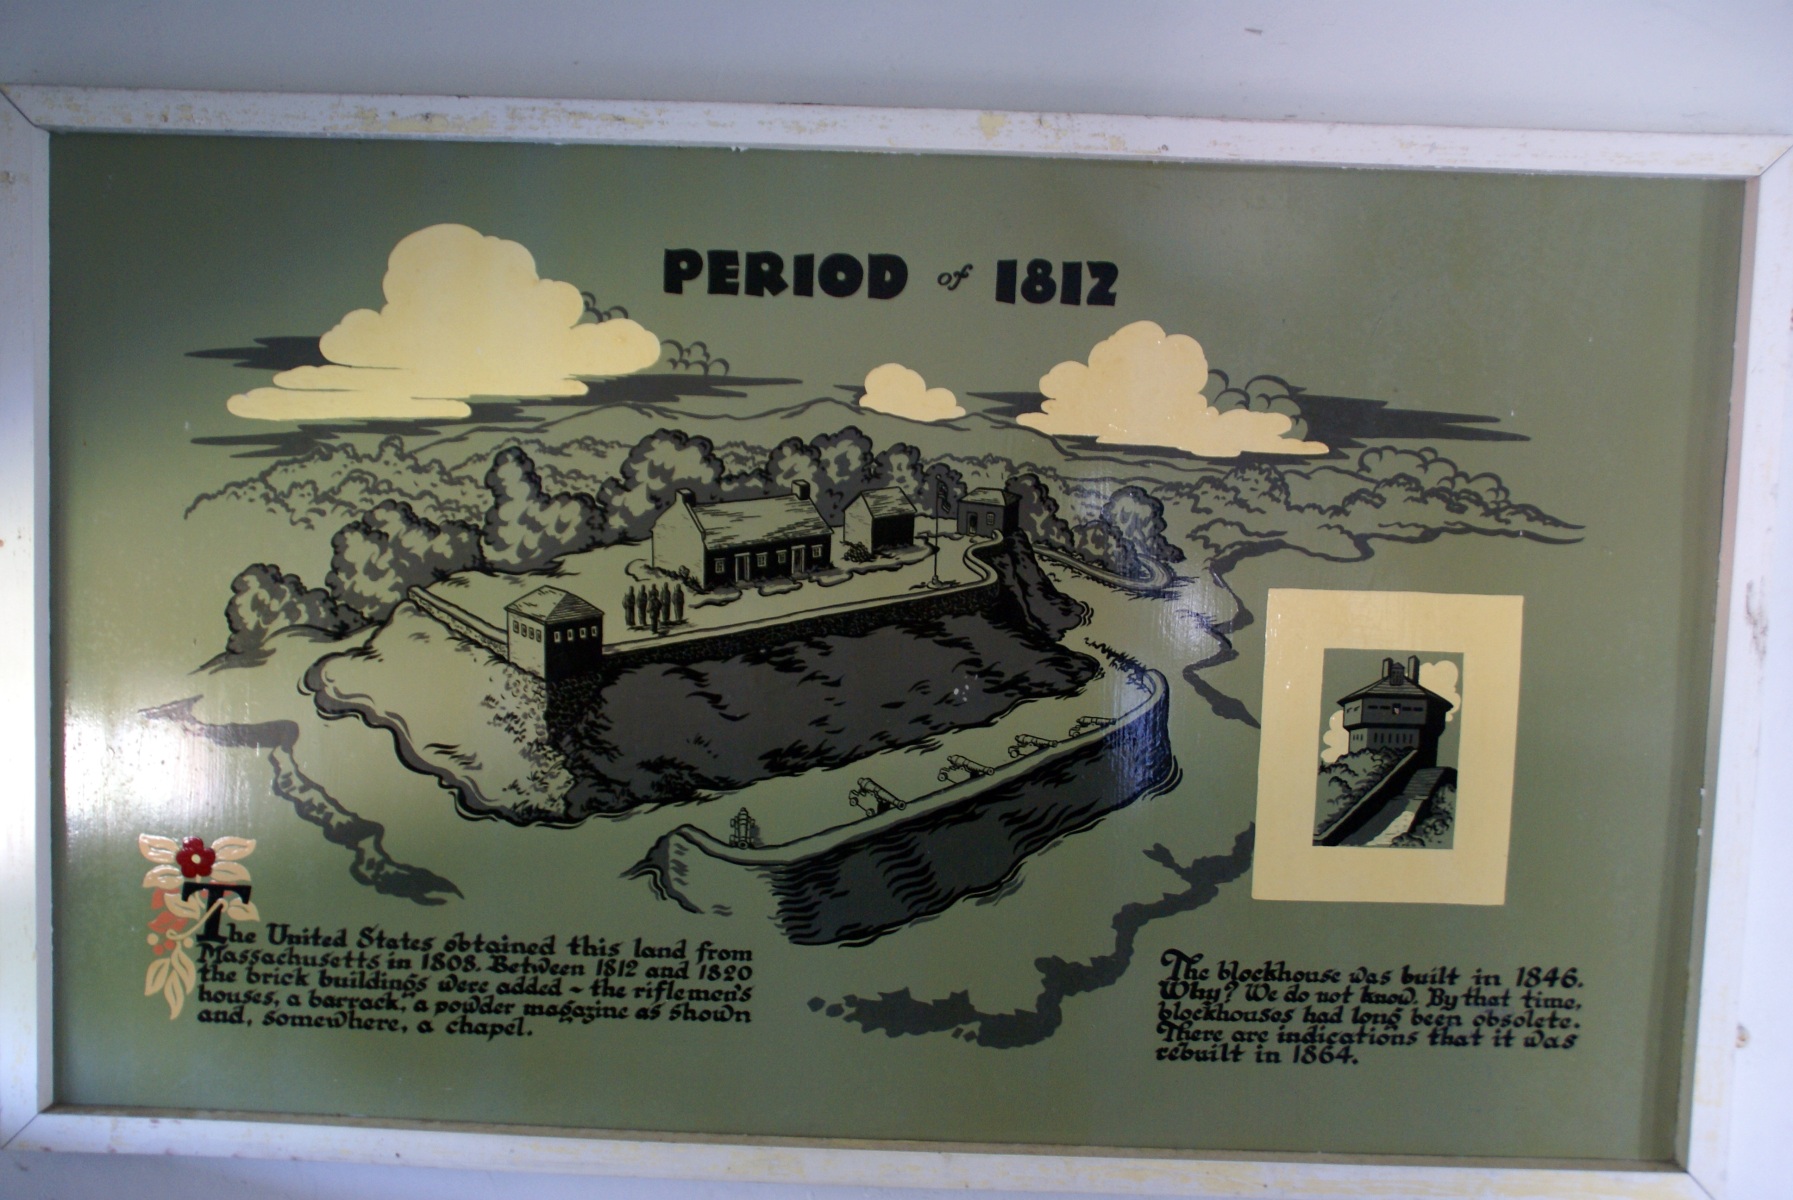 PERIOD of 1812
The United States obtained this land from
Massachusetts in 1808. Between 1812 and 1820
the brick buildings were added ~ the riflemen's
houses, a barrack, a powder magazine as shown
and, somewhere, a chapel.
The blockhouse was built in 1846.
Why? We do not know. By that time,
blockhouses had long been obsolete.
There are indications that it was
rebuilt in 1864.